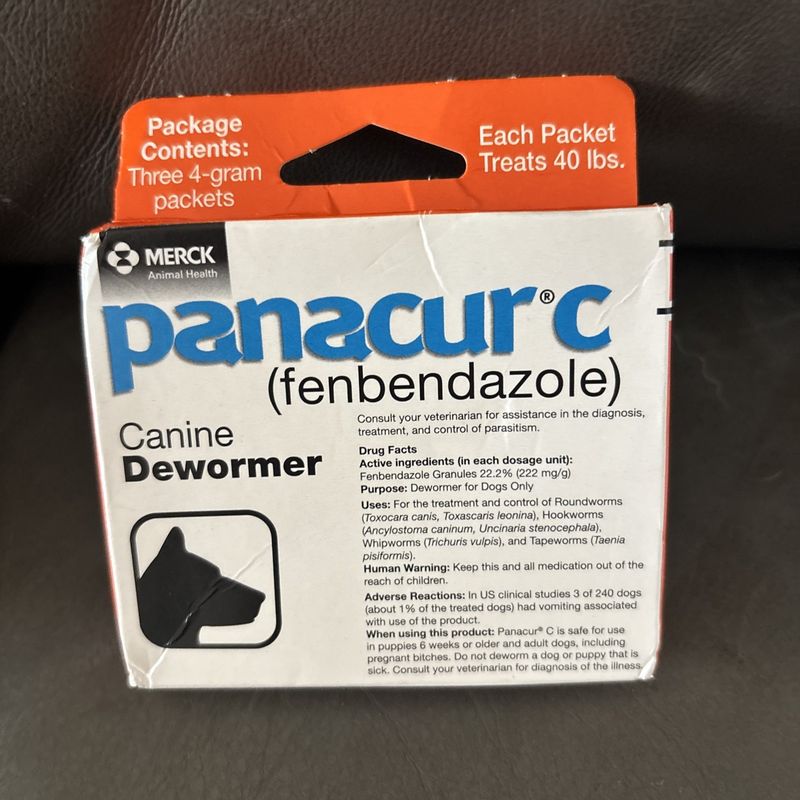 Package
Contents:
Three 4-gram
packets
Each Packet
Treats 40 lbs.
MERCK
Animal Health
panacur® c
(fenbendazole)
Canine
Dewormer
Consult your veterinarian for assistance in the diagnosis,
treatment, and control of parasitism.
Drug Facts
Active ingredients (in each dosage unit):
Fenbendazole Granules 22.2% (222 mg/g)
Purpose: Dewormer for Dogs Only
Uses: For the treatment and control of Roundworms
(Toxocara canis, Toxascaris leonina), Hookworms
(Ancylostoma caninum, Uncinaria stenocephala),
Whipworms (Trichuris vulpis), and Tapeworms (Taenia
pisiformis).
Human Warning: Keep this and all medication out of the
reach of children.
Adverse Reactions: In US clinical studies 3 of 240 dogs
(about 1% of the treated dogs) had vomiting associated
with use of the product.
When using this product: Panacur® C is safe for use
in puppies 6 weeks or older and adult dogs, including
pregnant bitches. Do not deworm a dog or puppy that is
sick. Consult your veterinarian for diagnosis of the illness.